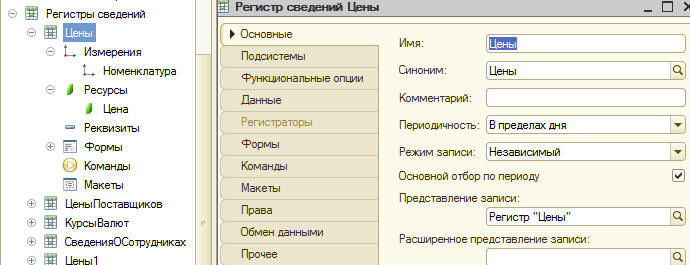 Регистры сведений
Цены
Измерения
Номенклатура
Ресурсы
Цена
Реквизиты
Формы
Команды
Макеты
ЦеныПоставщиков
КурсыВалют
СведенияОСотрудниках
Цены1
Регистр сведений Цены
Основные
Подсистемы
Функциональные опции
Данные
Регистраторы
Формы
Команды
Макеты
Права
Обмен данными
Прочее
Имя: Цены
Синоним: Цены
Комментарий:
Периодичность: В пределах дня
Режим записи: Независимый
Основной отбор по периоду
Представление записи:
Регистр "Цены"
Расширенное представление записи: